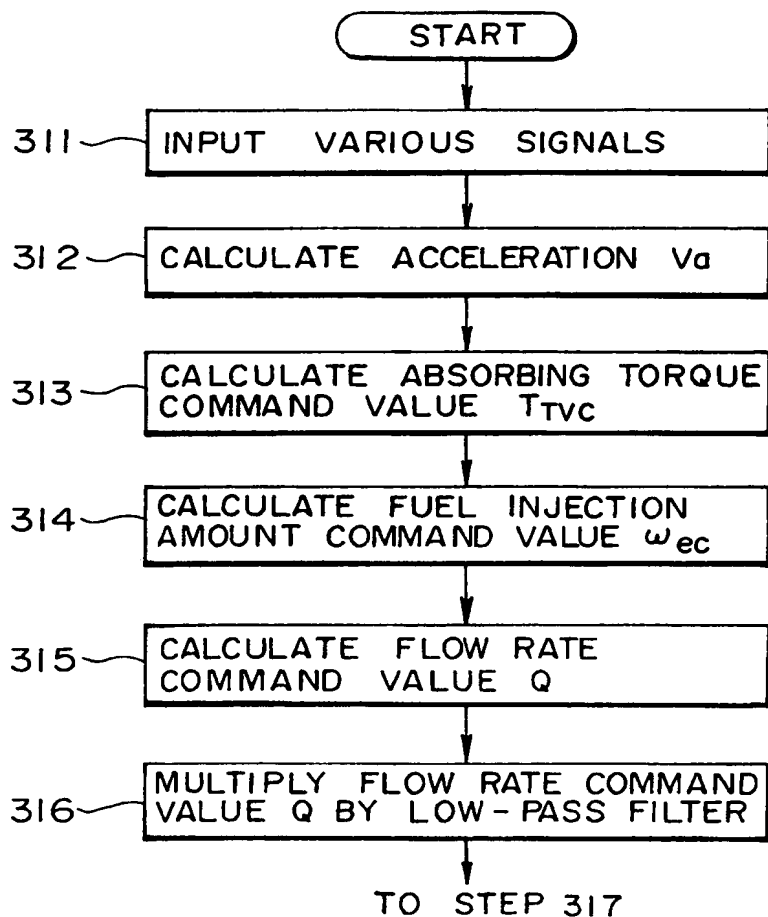 START
311
INPUT VARIOUS SIGNALS
312
CALCULATE ACCELERATION Va
313
CALCULATE ABSORBING TORQUE
COMMAND VALUE TTVC
314
CALCULATE FUEL INJECTION
AMOUNT COMMAND VALUE ωec
315
CALCULATE FLOW RATE
COMMAND VALUE Q
316
MULTIPLY FLOW RATE COMMAND
VALUE Q BY LOW-PASS FILTER
TO STEP 317